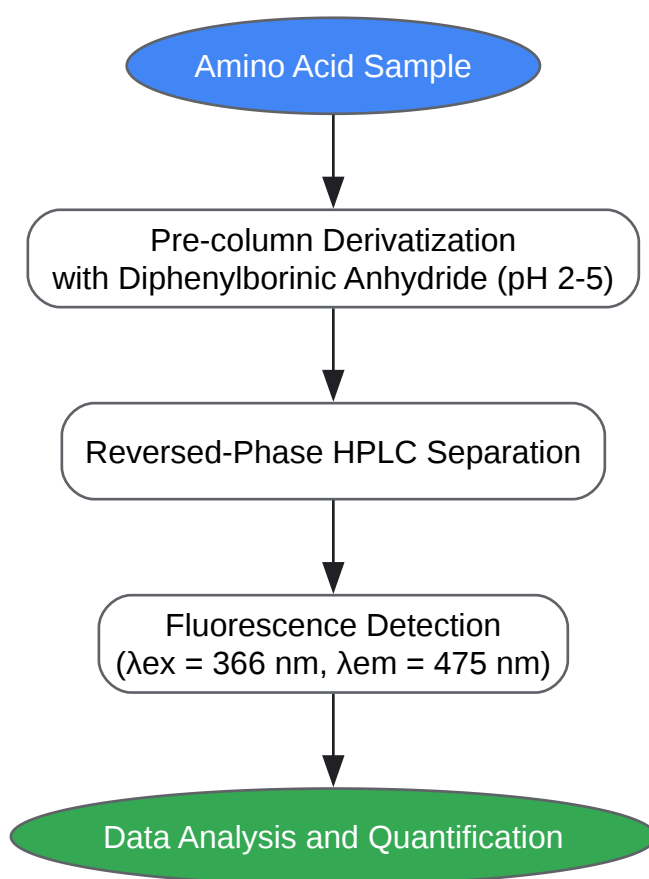 Amino Acid Sample
Pre-column Derivatization
with Diphenylborinic Anhydride (pH 2-5)
Reversed-Phase HPLC Separation
Fluorescence Detection
(λex = 366 nm, λem = 475 nm)
Data Analysis and Quantification